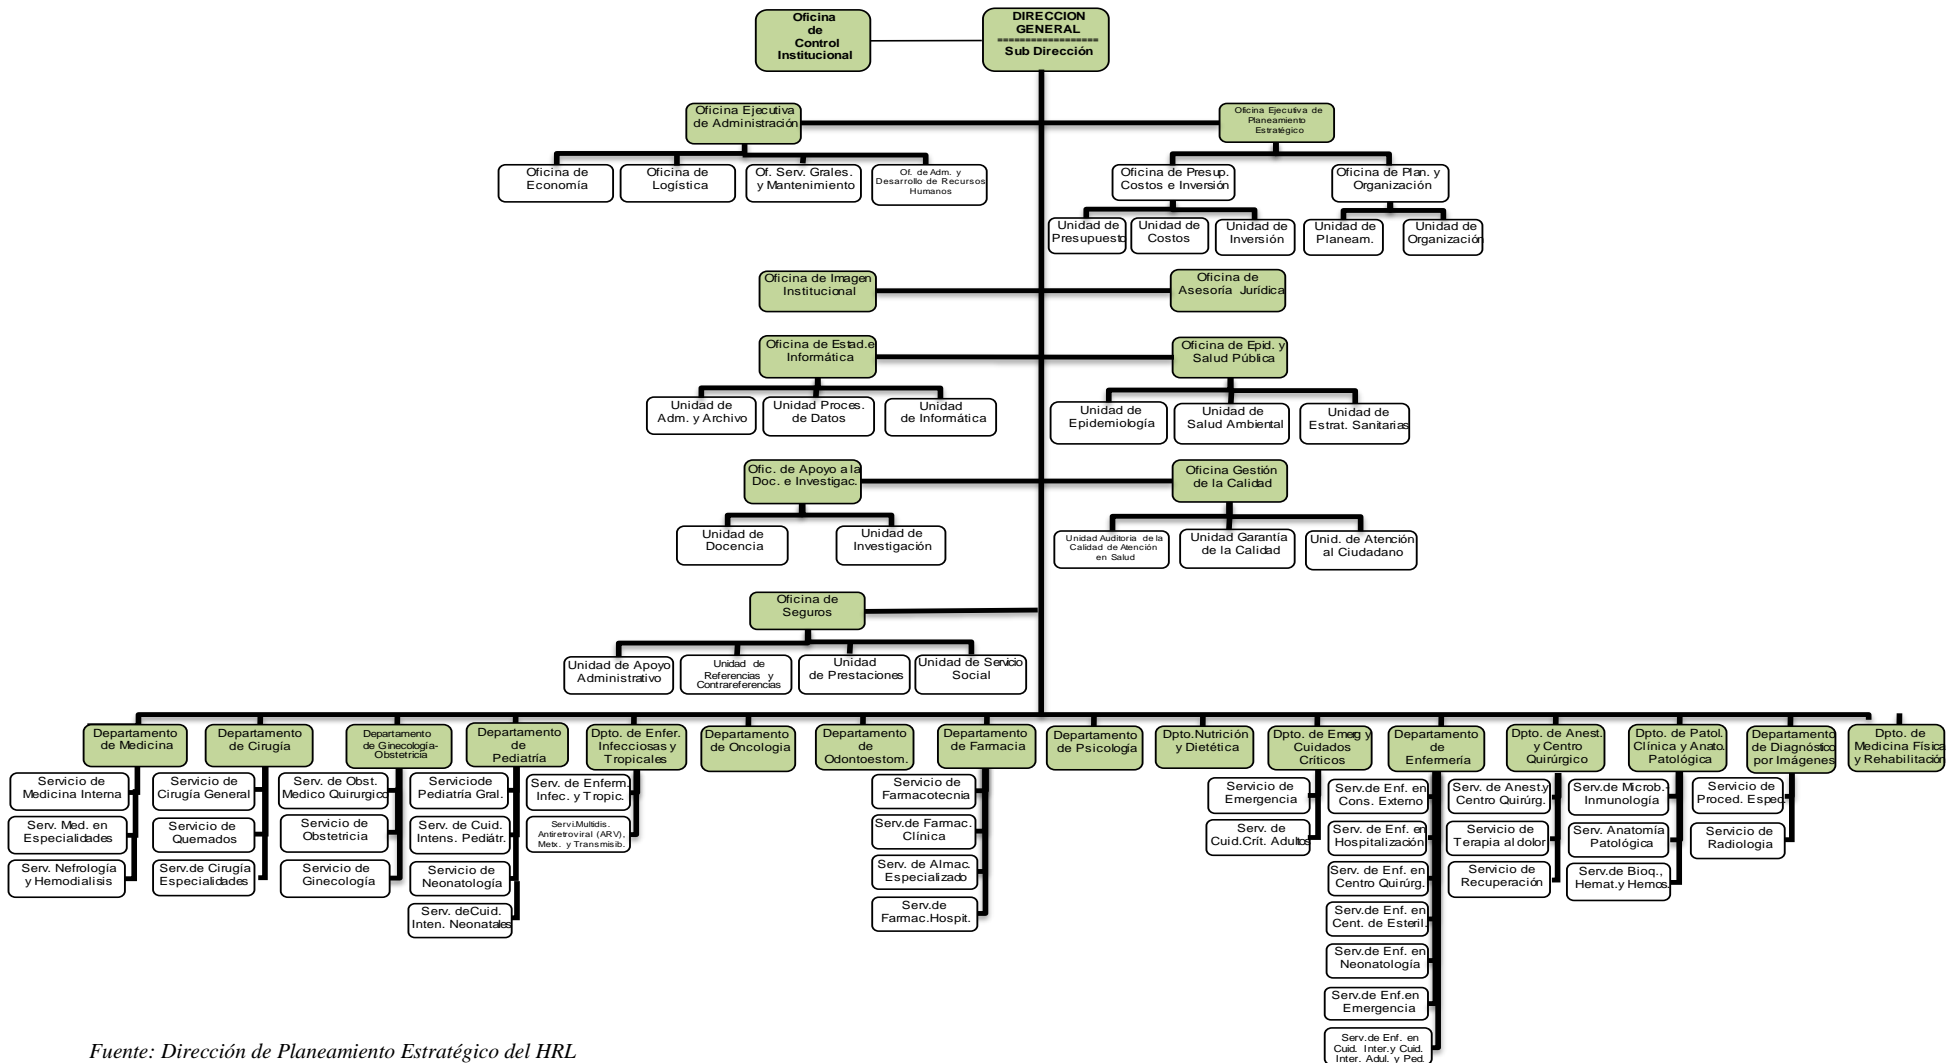 Oficina
de
Control
Institucional
DIRECCION
GENERAL
==================
Sub Dirección
Oficina Ejecutiva
de Administración
Oficina Ejecutiva de
Planeamiento
Estratégico
Oficina de
Economía
Oficina de
Logística
Of. Serv. Grales.
y Mantenimiento
Of. de Adm. y
Desarrollo de Recursos
Humanos
Oficina de Presup.
Costos e Inversión
Oficina de Plan. y
Organización
Unidad de
Presupuesto
Unidad de
Costos
Unidad de
Inversión
Unidad de
Planeam.
Unidad de
Organización
Oficina de Imagen
Institucional
Oficina de
Asesoría Jurídica
Oficina de Estad.e
Informática
Oficina de Epid. y
Salud Pública
Unidad de
Adm. y Archivo
Unidad Proces.
de Datos
Unidad
de Informática
Unidad de
Epidemiología
Unidad de
Salud Ambiental
Unidad de
Estrat. Sanitarias
Ofic. de Apoyo a la
Doc. e Investigac.
Oficina Gestión
de la Calidad
Unidad de
Docencia
Unidad de
Investigación
Unidad Auditoria de la
Calidad de Atención
en Salud
Unidad Garantía
de la Calidad
Unid. de Atención
al Ciudadano
Oficina de
Seguros
Unidad de Apoyo
Administrativo
Unidad de
Referencias y
Contrareferencias
Unidad
de Prestaciones
Unidad de Servicio
Social
Departamento
de Medicina
Departamento
de Cirugía
Departamento
de Ginecología-
Obstetricia
Departamento
de
Pediatría
Dpto. de Enfer.
Infecciosas y
Tropicales
Departamento
de Oncologia
Departamento
de
Odontoestom.
Departamento
de Farmacia
Departamento
de Psicología
Dpto.Nutrición
y Dietética
Dpto. de Emerg y
Cuidados
Críticos
Departamento
de
Enfermería
Dpto. de Anest.
y Centro
Quirúrgico
Dpto. de Patol.
Clínica y Anato.
Patológica
Departamento
de Diagnóstico
por Imágenes
Dpto. de
Medicina Física
y Rehabilitación
Servicio de
Medicina Interna
Serv. Med. en
Especialidades
Serv. Nefrología
y Hemodialisis
Servicio de
Cirugía General
Servicio de
Quemados
Serv.de Cirugía
Especialidades
Serv. de Obst.
Medico Quirurgico
Servicio de
Obstetricia
Servicio de
Ginecología
Serviciode
Pediatría Gral.
Serv. de Cuid.
Intens. Pediátr.
Servicio de
Neonatología
Serv. deCuid.
Inten. Neonatales
Serv. de Enferm.
Infec. y Tropic.
Servi.Multidis.
Antiretroviral (ARV),
Metx. y Transmisib.
Servicio de
Farmacotecnia
Serv.de Farmac.
Clínica
Serv. de Almac.
Especializado
Serv.de
Farmac.Hospit.
Servicio de
Emergencia
Serv. de
Cuid.Crít. Adultos
Serv.de Enf. en
Cons. Externo
Serv.de Enf. en
Hospitalización
Serv. de Enf. en
Centro Quirúrg.
Serv.de Enf. en
Cent. de Esteril.
Serv.de Enf. en
Neonatología
Serv.de Enf.en
Emergencia
Serv.de Enf. en
Cuid. Inter.y Cuid.
Inter. Adul. y Ped.
Serv. de Anest.y
Centro Quirúrg.
Servicio de
Terapia al dolor
Servicio de
Recuperación
Serv.de Microb.-
Inmunología
Serv. Anatomía
Patológica
Serv.de Bioq.,
Hemat.y Hemos.
Servicio de
Proced. Espec.
Servicio de
Radiologia
Fuente: Dirección de Planeamiento Estratégico del HRL